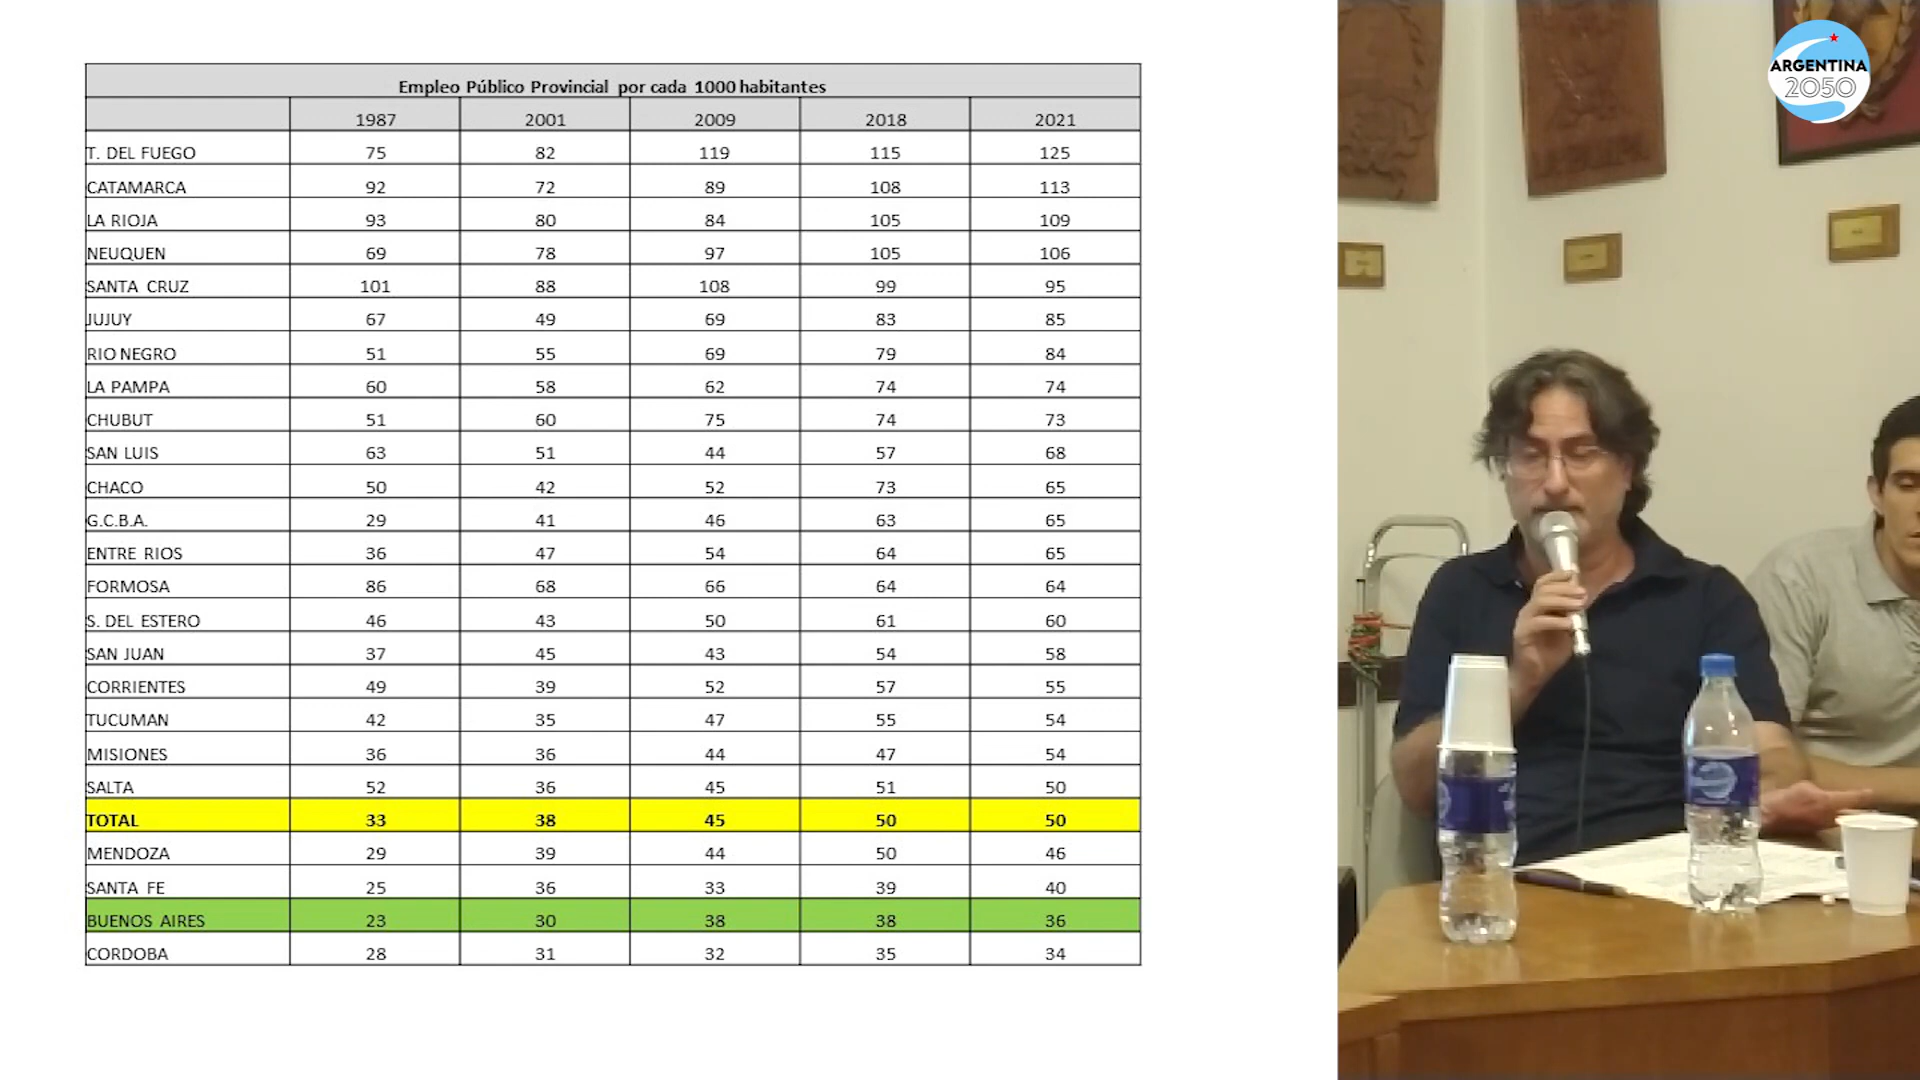 Empleo Público Provincial por cada 1000 habitantes
1987 2001 2009 2018 2021
T. DEL FUEGO 75 82 119 115 125
CATAMARCA 92 72 89 108 113
LA RIOJA 93 80 84 105 109
NEUQUEN 69 78 97 105 106
SANTA CRUZ 101 88 108 99 95
JUJUY 67 49 69 83 85
RIO NEGRO 51 55 69 79 84
LA PAMPA 60 58 62 74 74
CHUBUT 51 60 75 74 73
SAN LUIS 63 51 44 57 68
CHACO 50 42 52 73 65
G.C.B.A. 29 41 46 63 65
ENTRE RIOS 36 47 54 64 65
FORMOSA 86 68 66 64 64
S. DEL ESTERO 46 43 50 61 60
SAN JUAN 37 45 43 54 58
CORRIENTES 49 39 52 57 55
TUCUMAN 42 35 47 55 54
MISIONES 36 36 44 47 54
SALTA 52 36 45 51 50
TOTAL 33 38 45 50 50
MENDOZA 29 39 44 50 46
SANTA FE 25 36 33 39 40
BUENOS AIRES 23 30 38 38 36
CORDOBA 28 31 32 35 34
ARGENTINA
2050